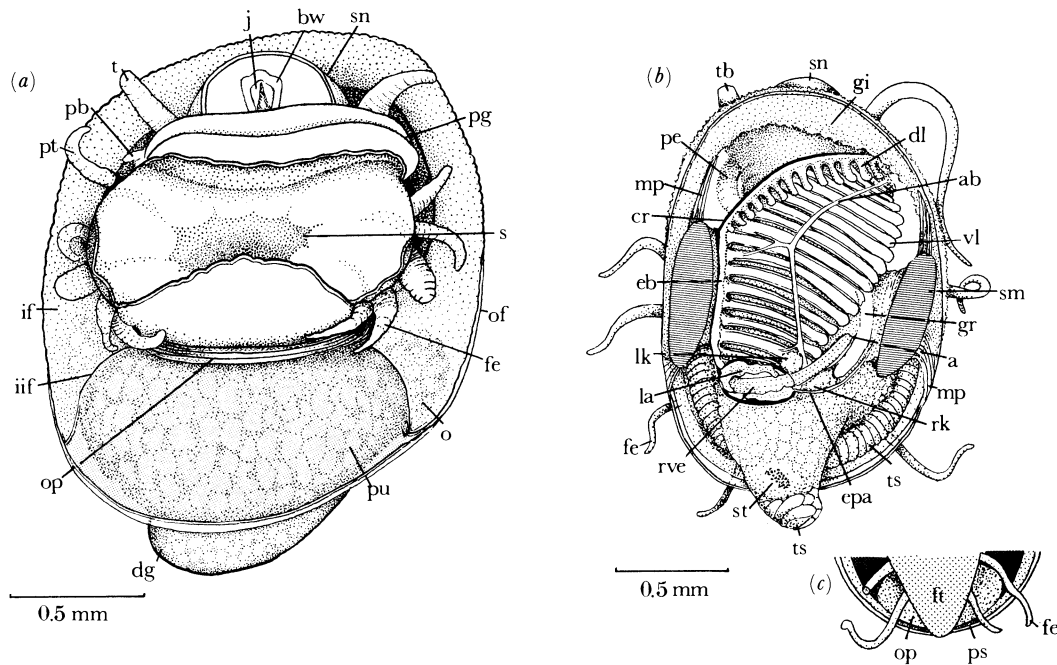 (a)
j
bw
sn
t
pb
pt
pg
s
if
of
iif
fe
o
op
pu
dg
0.5 mm
(b)
tb
sn
gi
pe
dl
mp
ab
cr
vl
eb
sm
gr
lk
a
la
mp
rk
fe
rve
ts
epa
st
ts
0.5 mm
(c)
ft
op
ps
fe